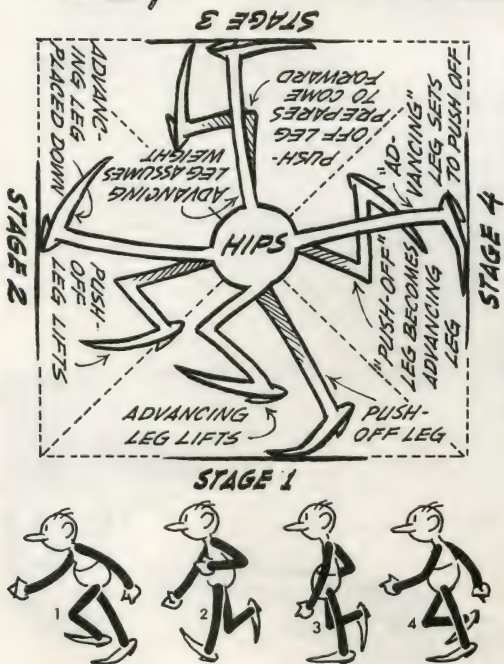 STAGE 3
ADVANC-
ING LEG
PLACED DOWN
ADVANCING
LEG ASSUMES
WEIGHT
PUSH-
OFF LEG
PREPARES
TO COME
FORWARD
"AD-
VANCING"
LEG SETS
TO PUSH OFF
STAGE 2
HIPS
STAGE 4
PUSH-
OFF
LEG LIFTS
"PUSH-OFF"
LEG BECOMES
ADVANCING
LEG
ADVANCING
LEG LIFTS
PUSH-
OFF LEG
STAGE 1
1
2
3
4